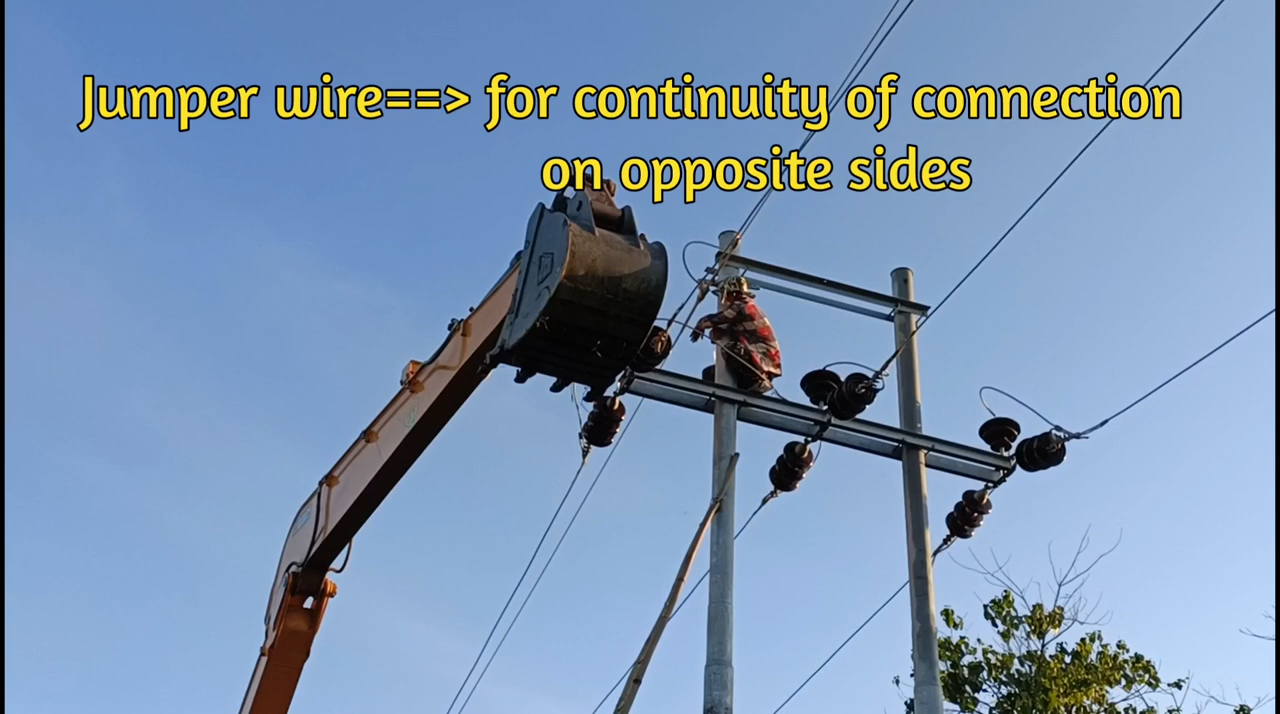 Jumper wire==> for continuity of connection
on opposite sides